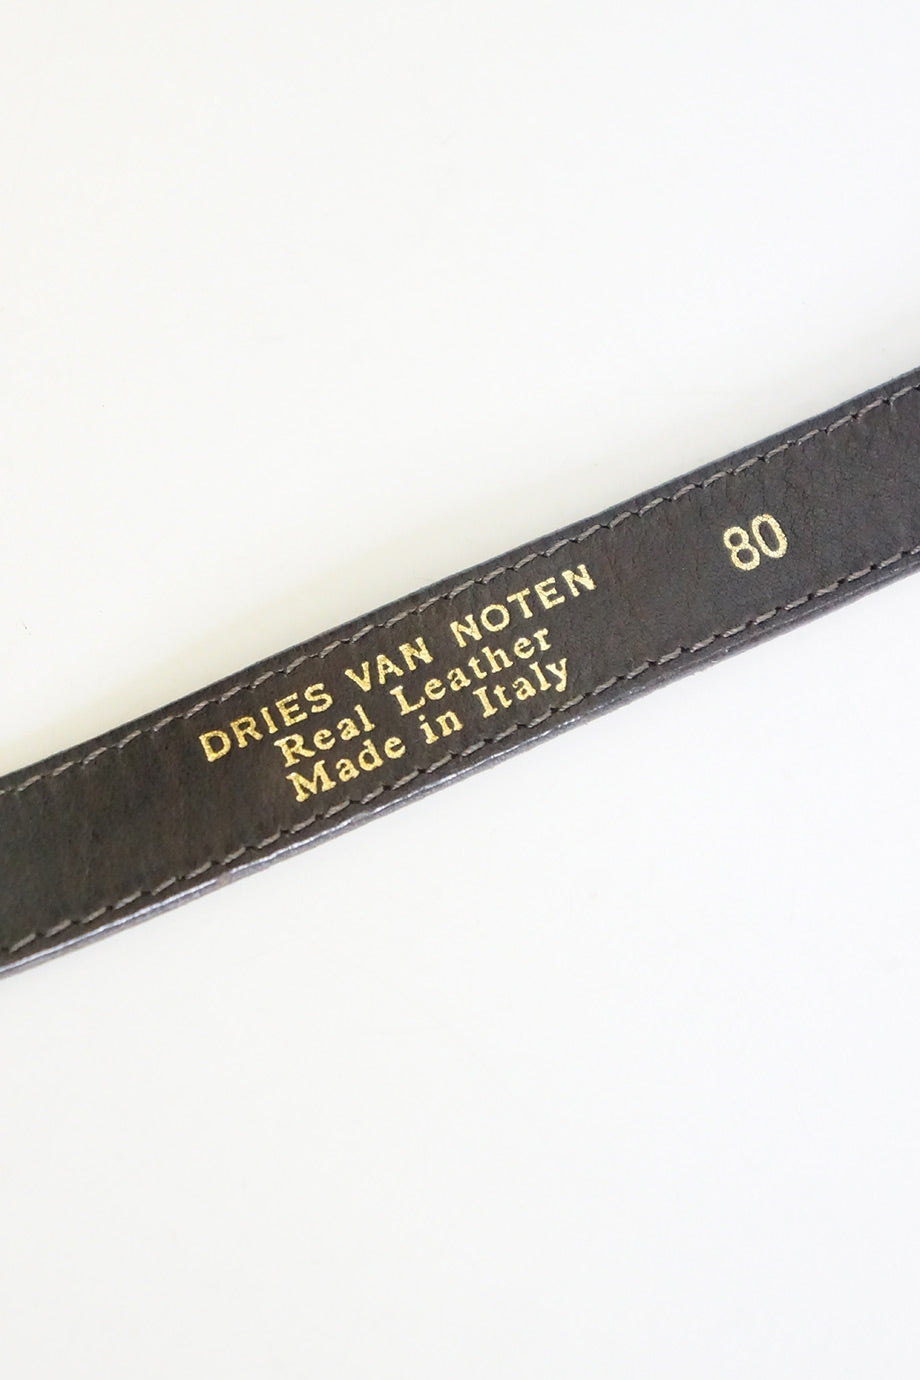 DRIES VAN NOTEN
Real Leather
Made in Italy
80